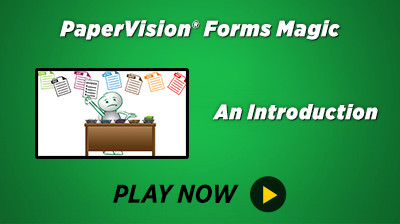 PaperVision® Forms Magic
An Introduction
PLAY NOW